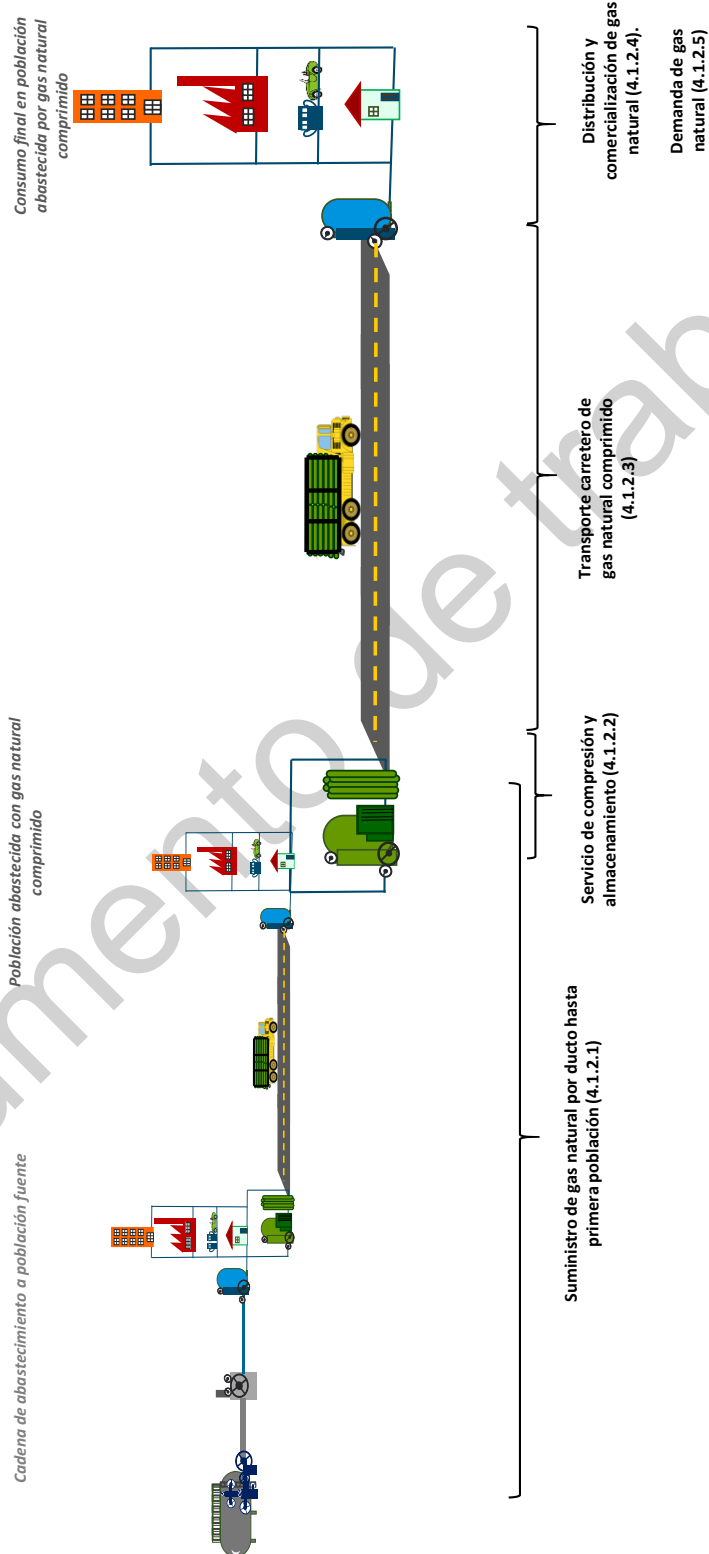 Cadena de abastecimiento a población fuente
Población abastecida con gas natural
comprimido
Consumo final en población
abastecida por gas natural
comprimido
Suministro de gas natural por ducto hasta
primera población (4.1.2.1)
Servicio de compresión y
almacenamiento (4.1.2.2)
Transporte carretero de
gas natural comprimido
(4.1.2.3)
Distribución y
comercialización de gas
natural (4.1.2.4).
Demanda de gas
natural (4.1.2.5)
umento de trab